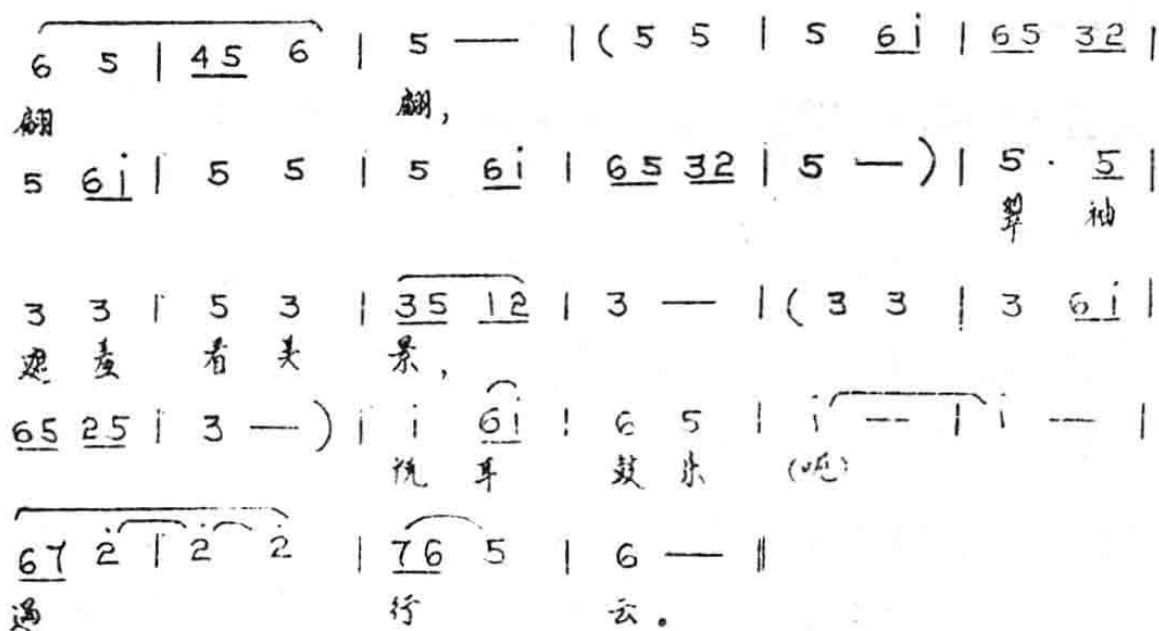 6 5 | 45 6 | 5 — | ( 5 5 | 5 6i | 65 32 |
翩 翩，
5 6i | 5 5 | 5 6i | 65 32 | 5 — ) | 5 · 5 |
翠 袖
3 3 | 5 3 | 35 12 | 3 — | ( 3 3 | 3 6i |
遮 羞 看 美 景，
65 25 | 3 — ) | i 6i | 6 5 | i — | i — |
悦 耳 鼓 乐 (呃)
67 2̇ | 2̇ 2̇ | 76 5 | 6 — ‖
遏 行 云。